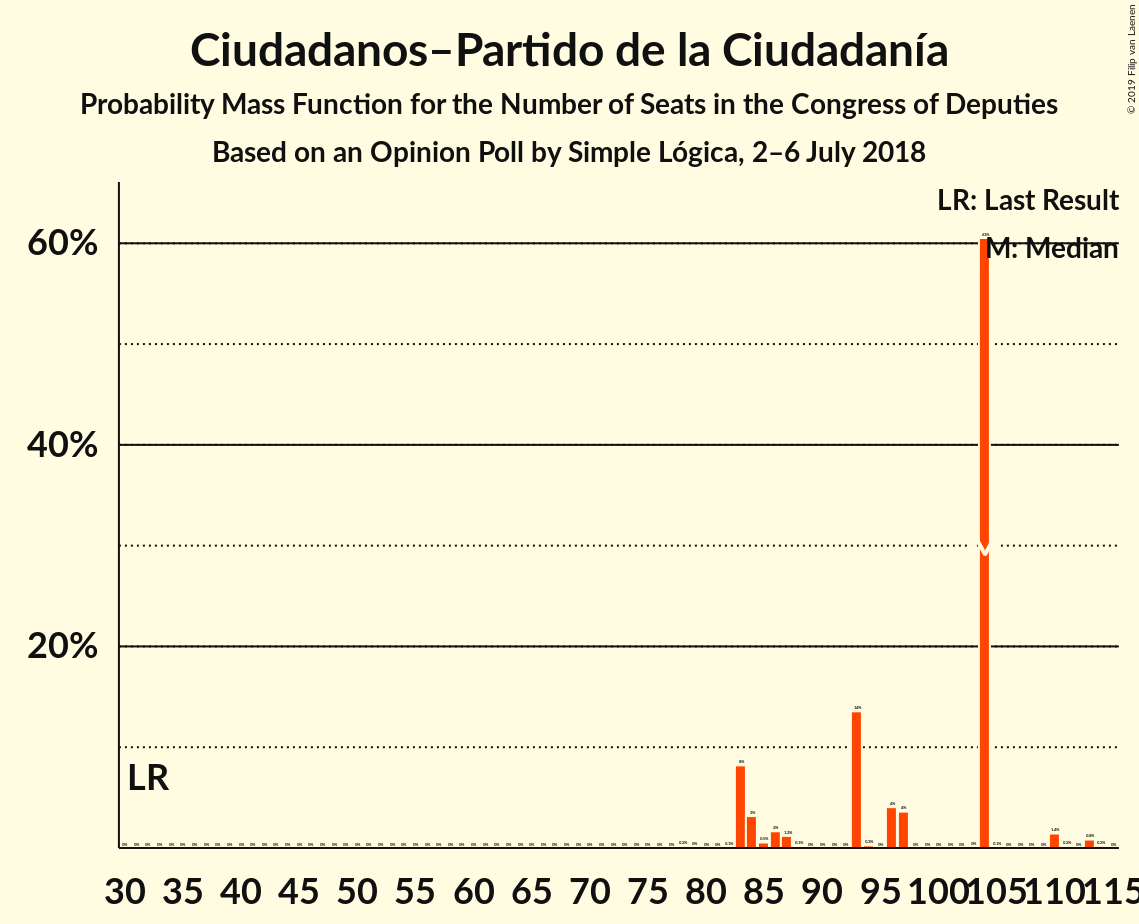 Ciudadanos–Partido de la Ciudadanía
Probability Mass Function for the Number of Seats in the Congress of Deputies
Based on an Opinion Poll by Simple Lógica, 2–6 July 2018
© 2019 Filip van Laenen
LR: Last Result
M: Median
60%
40%
20%
LR
M
30 35 40 45 50 55 60 65 70 75 80 85 90 95 100 105 110 115